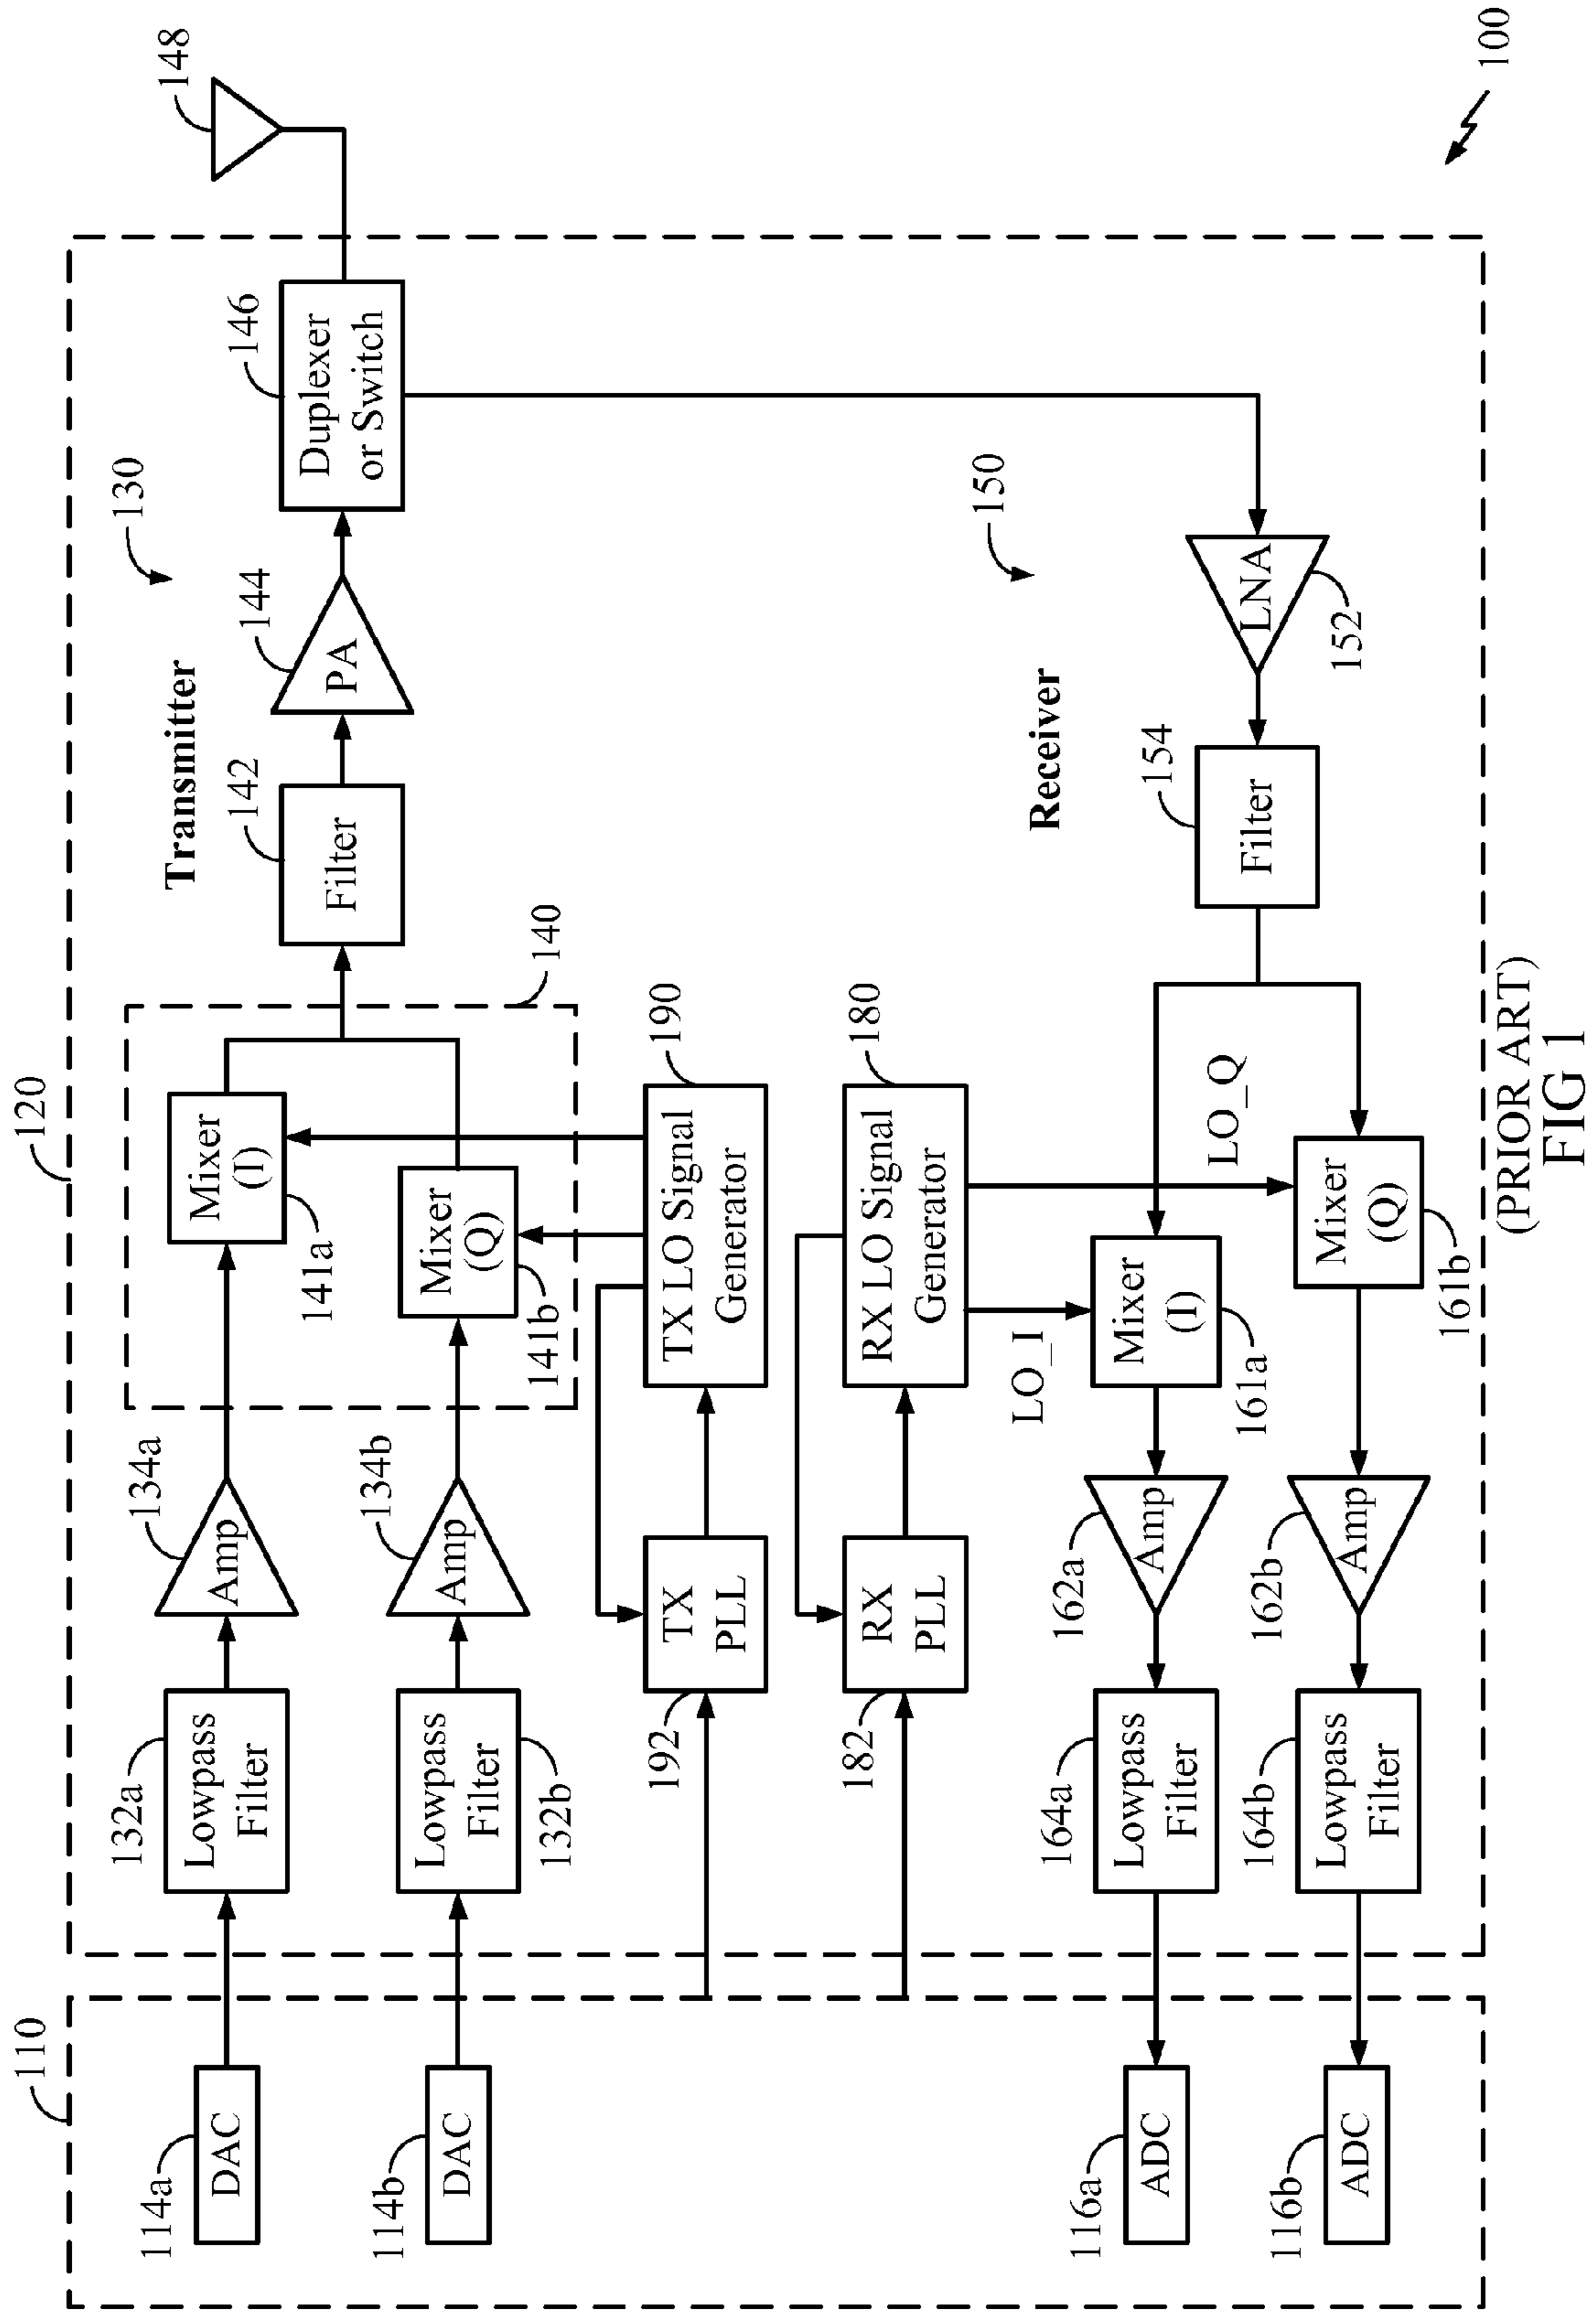 110
120
114a
DAC
132a
Lowpass
Filter
134a
Amp
Mixer
(I)
141a
Transmitter
130
142
Filter
144
PA
146
Duplexer
or Switch
148
114b
DAC
Lowpass
Filter
132b
134b
Amp
Mixer
(Q)
141b
140
192
TX
PLL
TX LO Signal
Generator
190
182
RX
PLL
RX LO Signal
Generator
180
LO_I
LO_Q
Receiver
150
116a
ADC
164a
Lowpass
Filter
162a
Amp
Mixer
(I)
161a
154
Filter
LNA
152
116b
ADC
164b
Lowpass
Filter
162b
Amp
Mixer
(Q)
161b
100
(PRIOR ART)
FIG 1